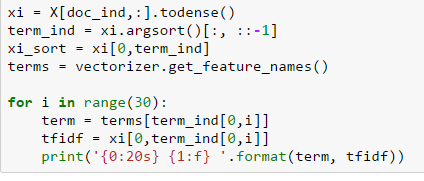 xi = X[doc_ind,:].todense()
term_ind = xi.argsort()[:, ::-1]
xi_sort = xi[0,term_ind]
terms = vectorizer.get_feature_names()

for i in range(30):
    term = terms[term_ind[0,i]]
    tfidf = xi[0,term_ind[0,i]]
    print('{0:20s} {1:f} '.format(term, tfidf))